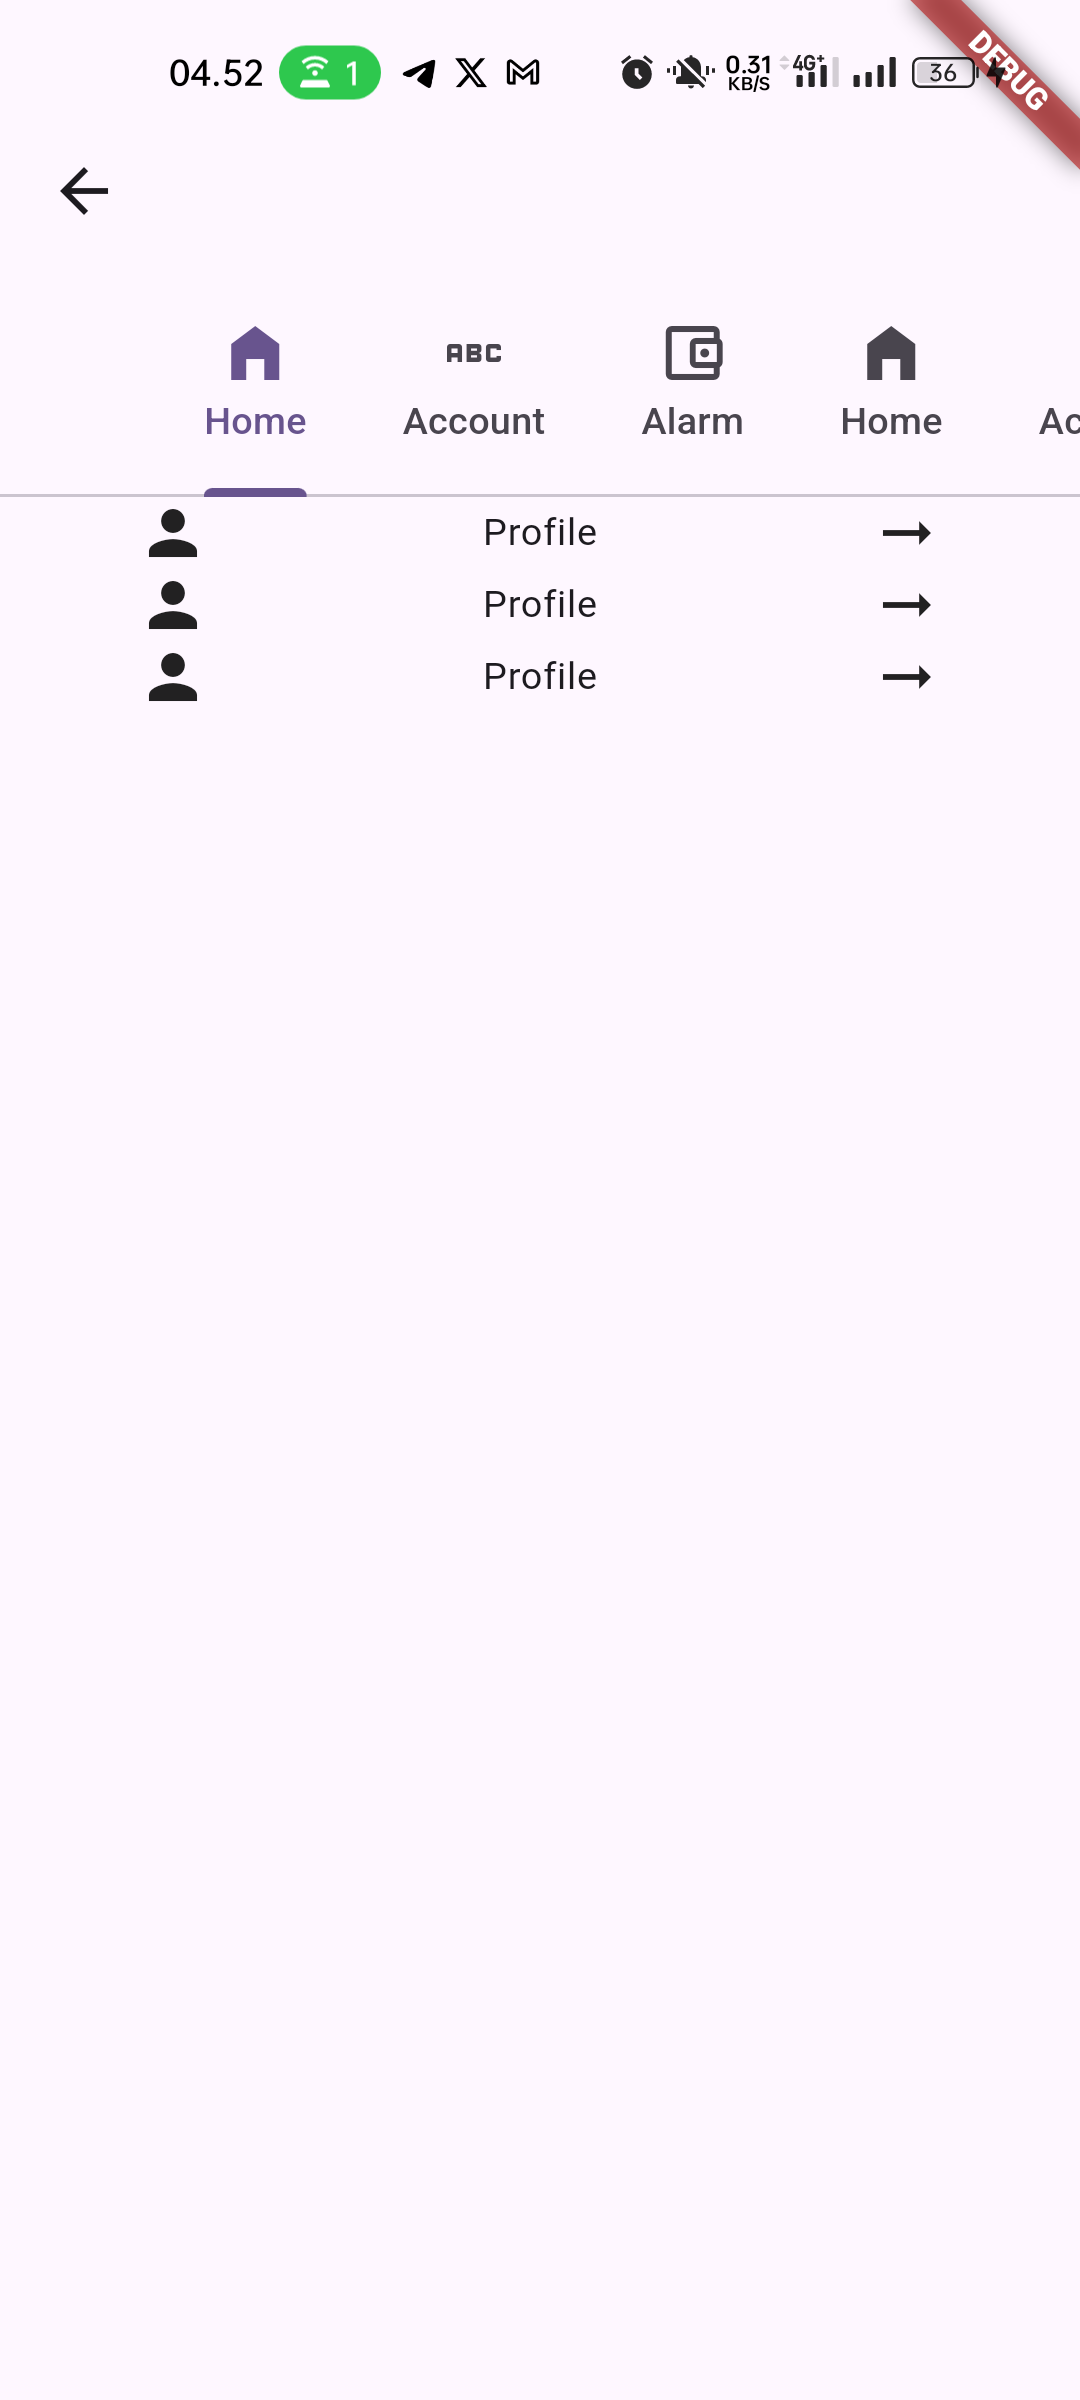 04.52 1 0.31 KB/S 4G+ 36 DEBUG
ABC
Home Account Alarm Home Ac
Profile
Profile
Profile